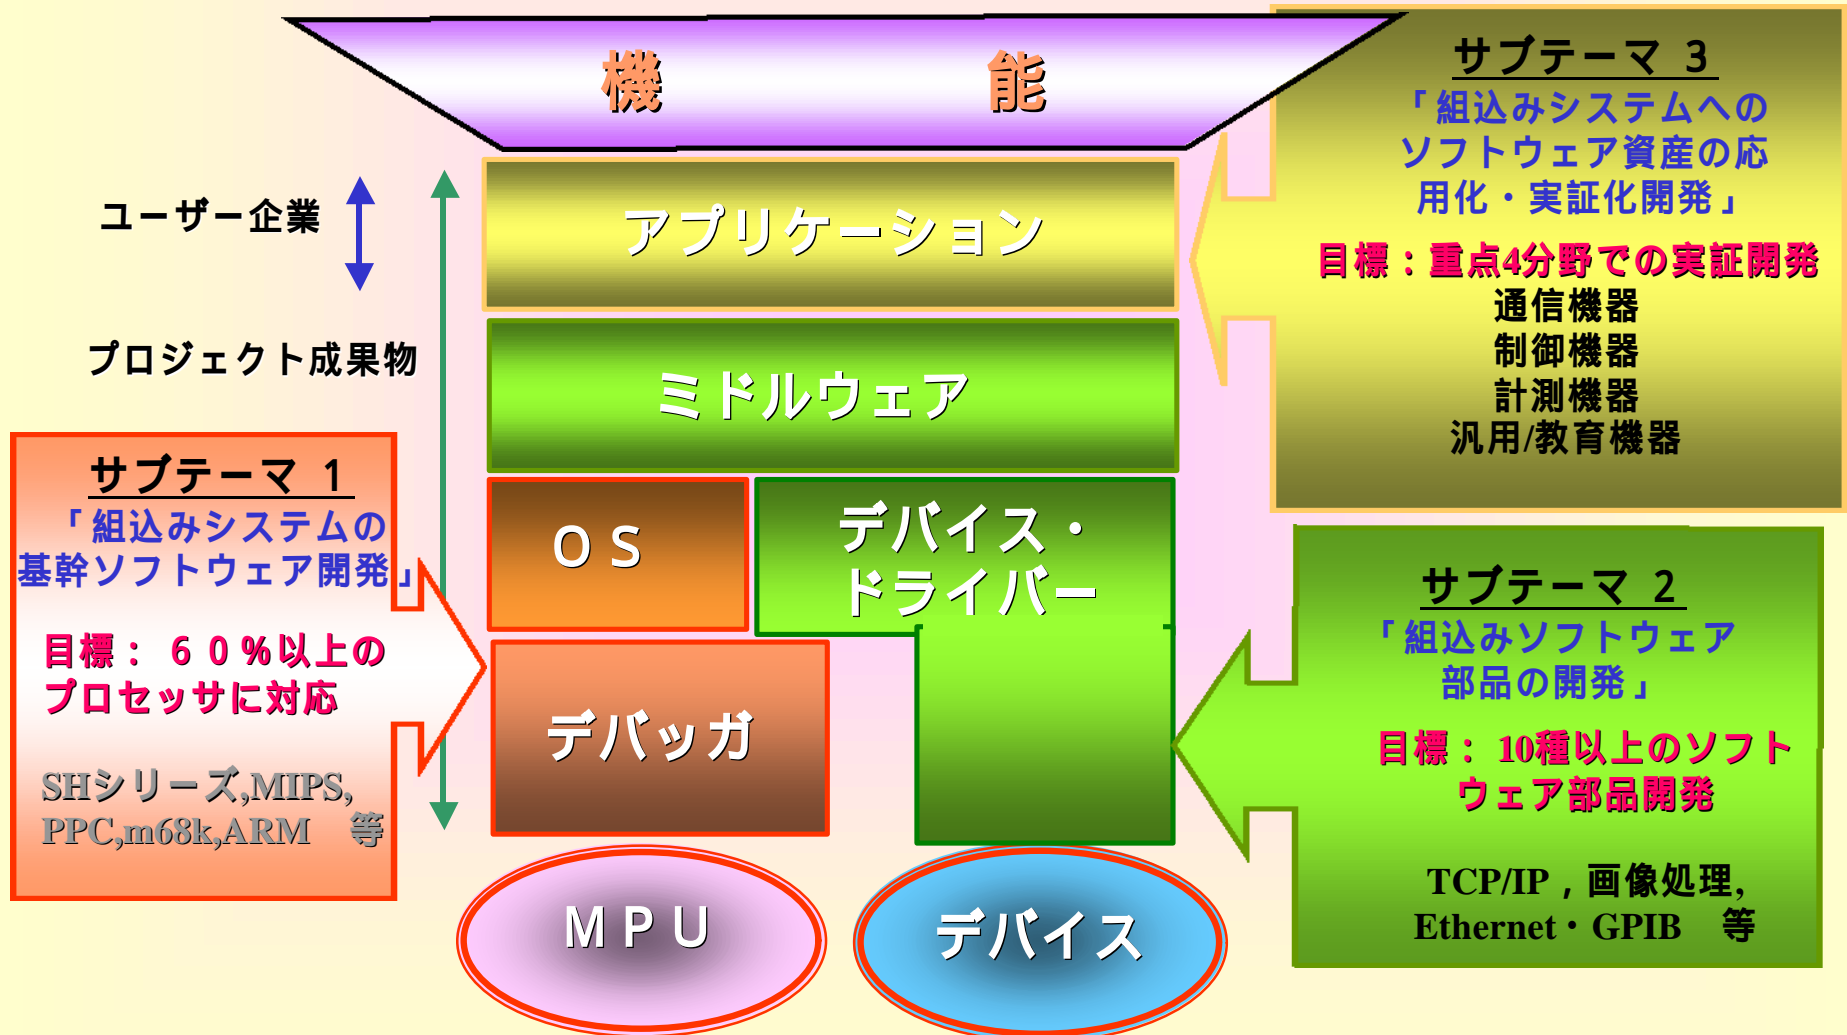 機　能
ユーザー企業
プロジェクト成果物
アプリケーション
ミドルウェア
OS
デバイス・
ドライバー
デバッガ
MPU
デバイス
サブテーマ 1
「組込みシステムの
基幹ソフトウェア開発」
目標：６０％以上の
プロセッサに対応
SHシリーズ,MIPS,
PPC,m68k,ARM　等
サブテーマ 3
「組込みシステムへの
ソフトウェア資産の応
用化・実証化開発」
目標：重点4分野での実証開発
通信機器
制御機器
計測機器
汎用/教育機器
サブテーマ 2
「組込みソフトウェア
部品の開発」
目標：10種以上のソフト
ウェア部品開発
TCP/IP，画像処理,
Ethernet・GPIB　等